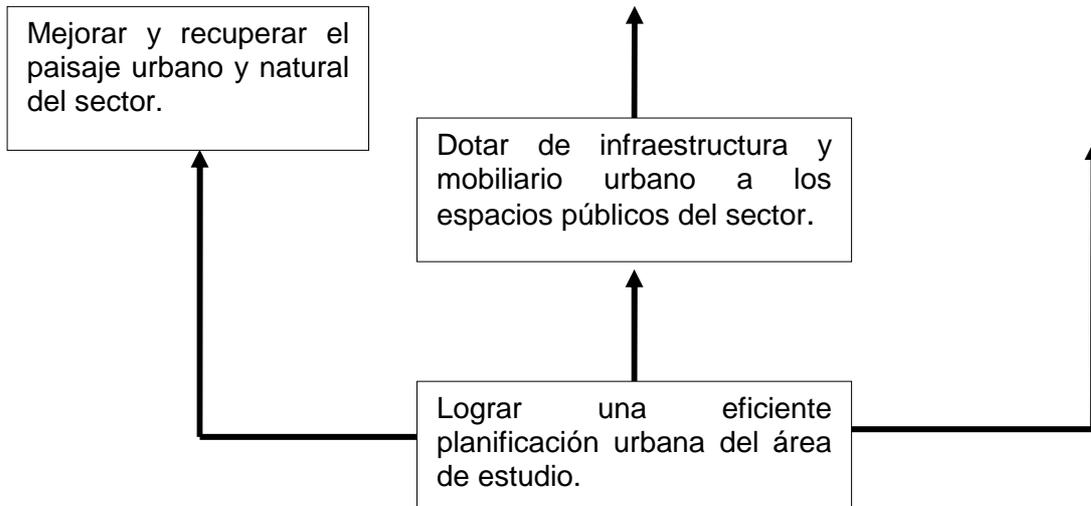 Mejorar y recuperar el
paisaje urbano y natural
del sector.
Dotar de infraestructura y
mobiliario urbano a los
espacios públicos del sector.
Lograr una eficiente
planificación urbana del área
de estudio.